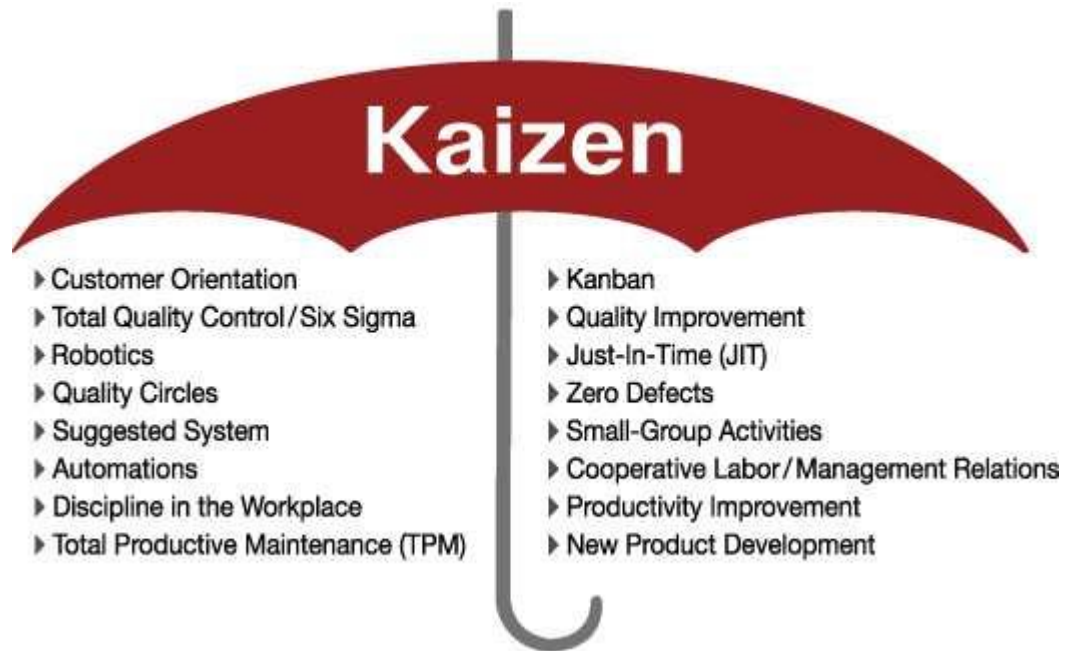 Kaizen
Customer Orientation
Total Quality Control/Six Sigma
Robotics
Quality Circles
Suggested System
Automations
Discipline in the Workplace
Total Productive Maintenance (TPM)
Kanban
Quality Improvement
Just-In-Time (JIT)
Zero Defects
Small-Group Activities
Cooperative Labor/Management Relations
Productivity Improvement
New Product Development